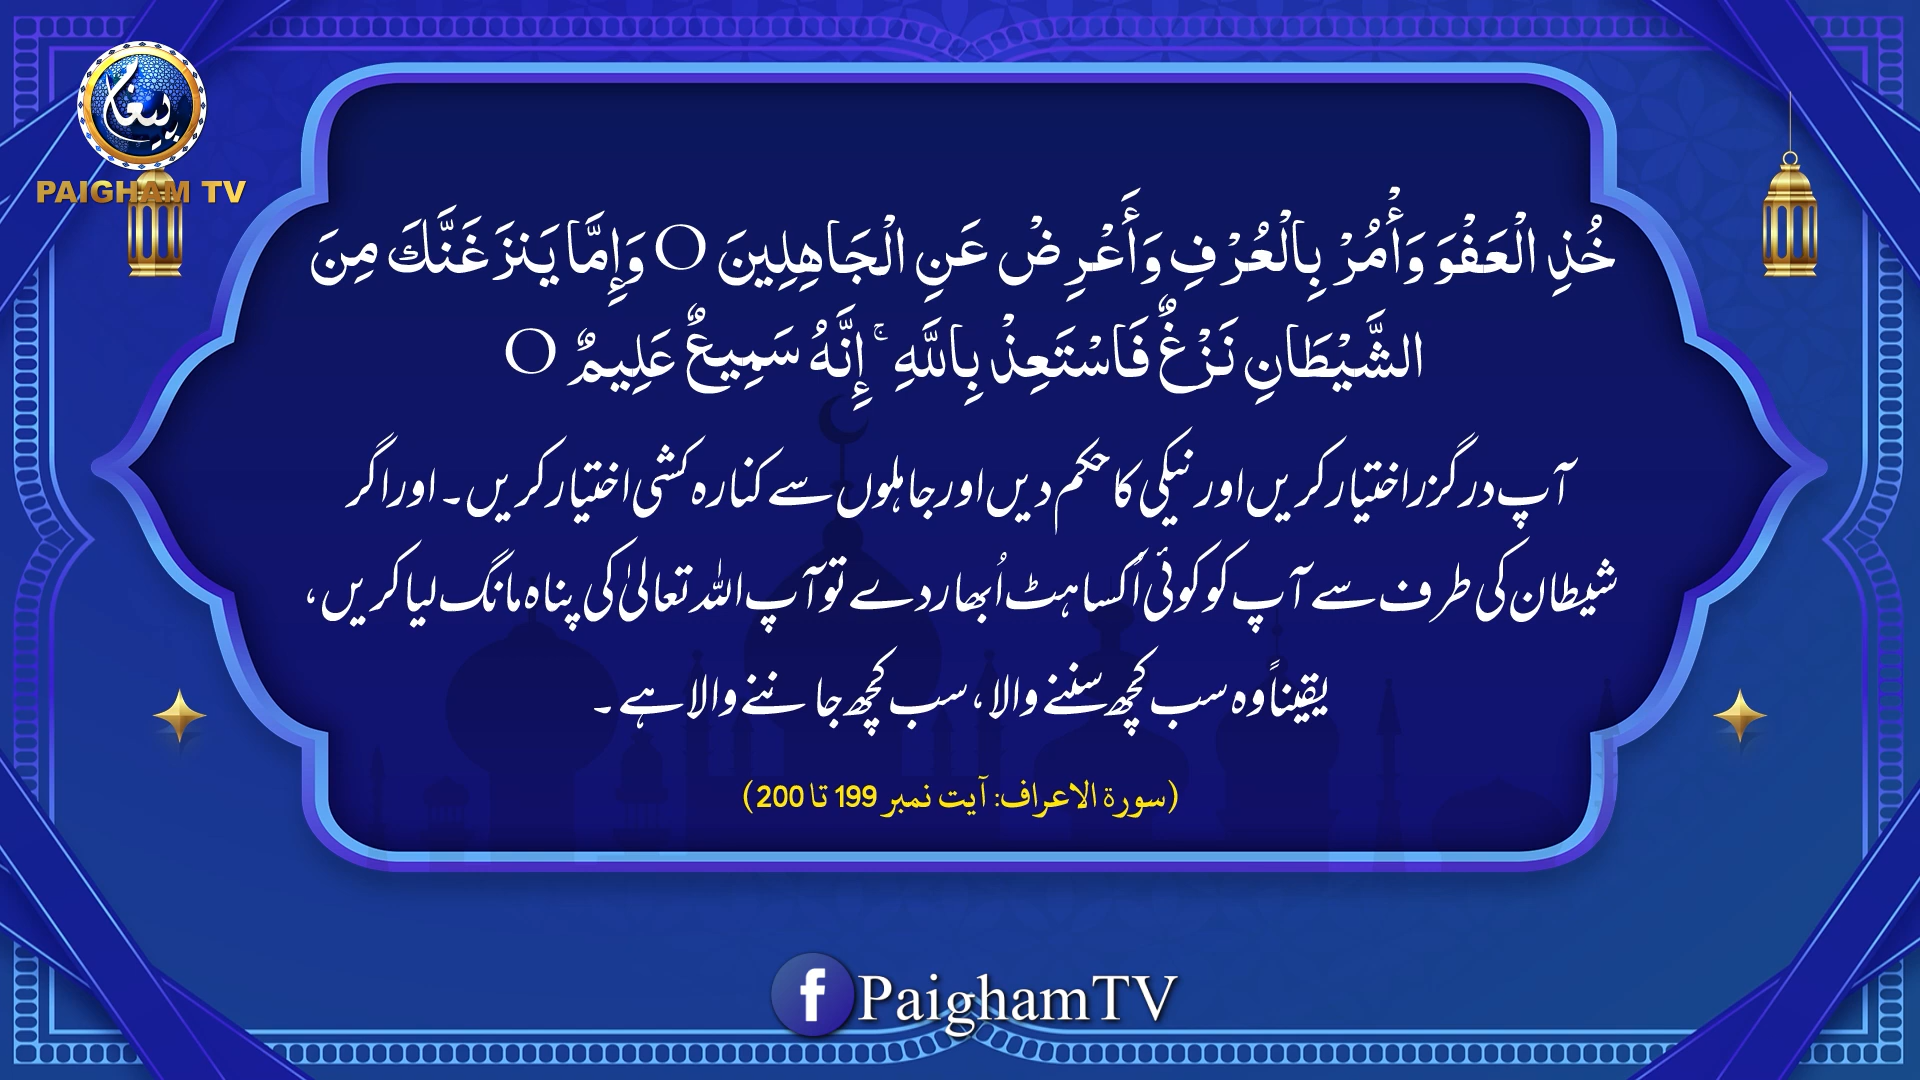 پیغام
PAIGHAM TV
خُذِ الْعَفْوَ وَأْمُرْ بِالْعُرْفِ وَأَعْرِضْ عَنِ الْجَاهِلِينَ ۝ وَإِمَّا يَنزَغَنَّكَ مِنَ
الشَّيْطَانِ نَزْغٌ فَاسْتَعِذْ بِاللَّهِ ۚ إِنَّهُ سَمِيعٌ عَلِيمٌ ۝
آپ درگزر اختیار کریں اور نیکی کا حکم دیں اور جاہلوں سے کنارہ کشی اختیار کریں۔ اور اگر
شیطان کی طرف سے آپ کو کوئی اُکساہٹ اُبھار دے تو آپ اللہ تعالیٰ کی پناہ مانگ لیا کریں،
یقیناً وہ سب کچھ سننے والا، سب کچھ جاننے والا ہے۔
(سورۃ الاعراف: آیت نمبر 199 تا 200)
f PaighamTV